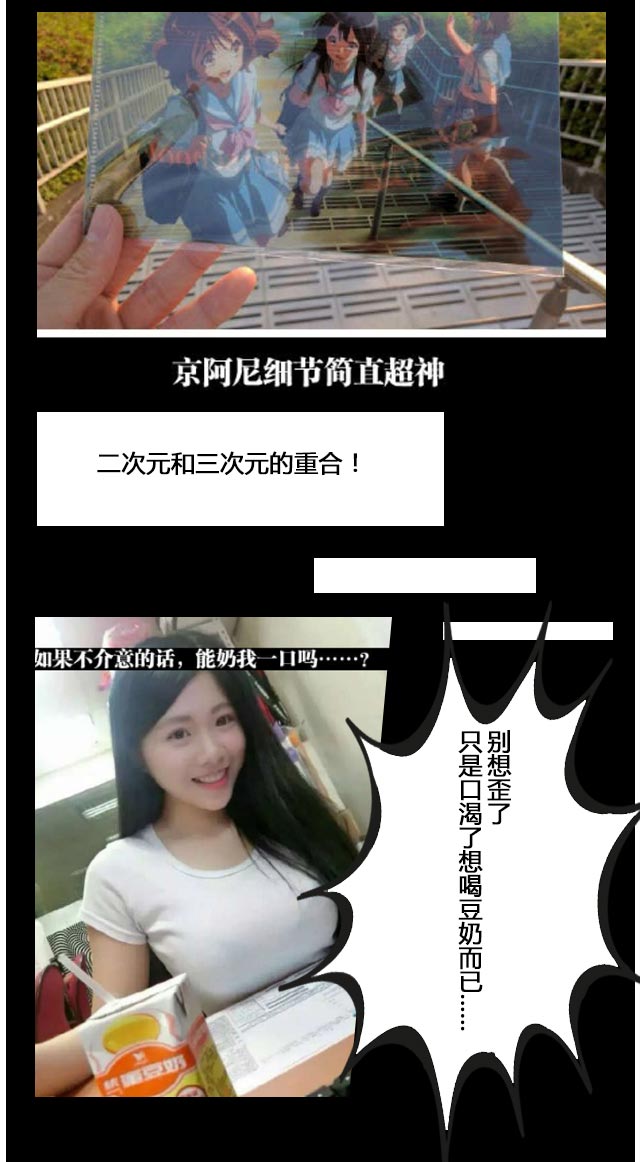 京阿尼细节简直超神
二次元和三次元的重合！
如果不介意的话，能奶我一口吗……？
别想歪了
只是口渴了想喝豆奶而已……
豆奶